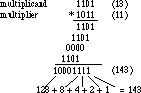 multiplicand 1101 (13)
multiplier *1011 (11)
1101
1101
0000
1101
10001111 (143)
128 + 8 + 4 + 2 + 1 = 143